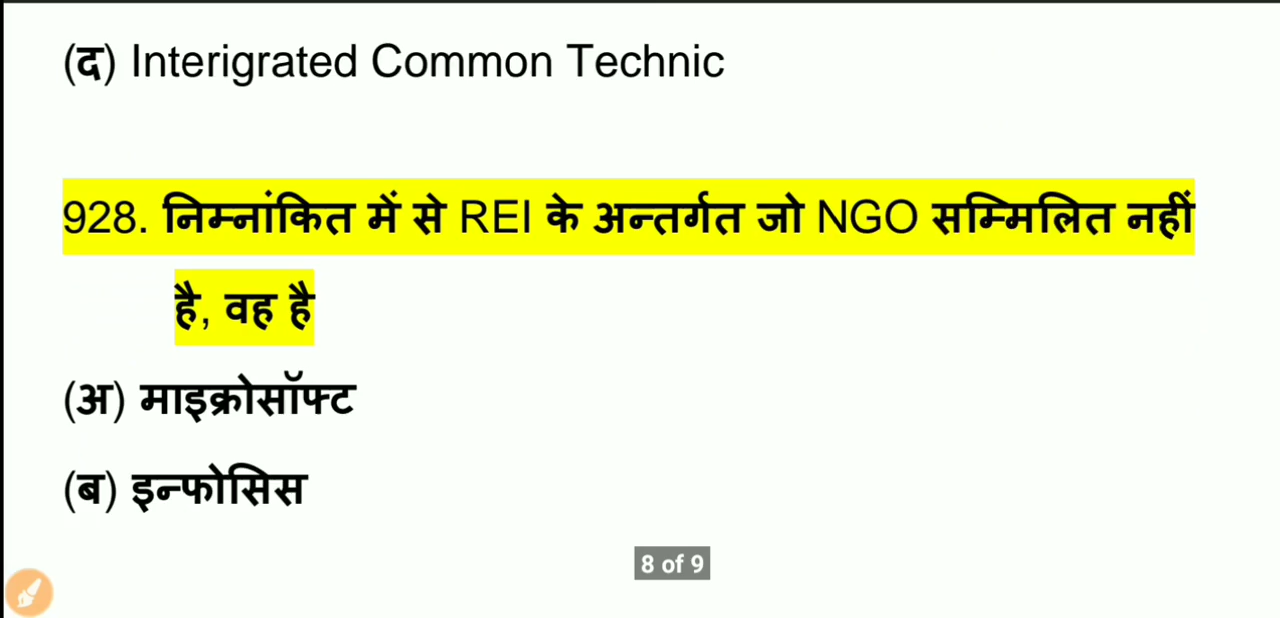 (द) Interigrated Common Technic
928. निम्नांकित में से REI के अन्तर्गत जो NGO सम्मिलित नहीं
है, वह है
(अ) माइक्रोसॉफ्ट
(ब) इन्फोसिस
8 of 9